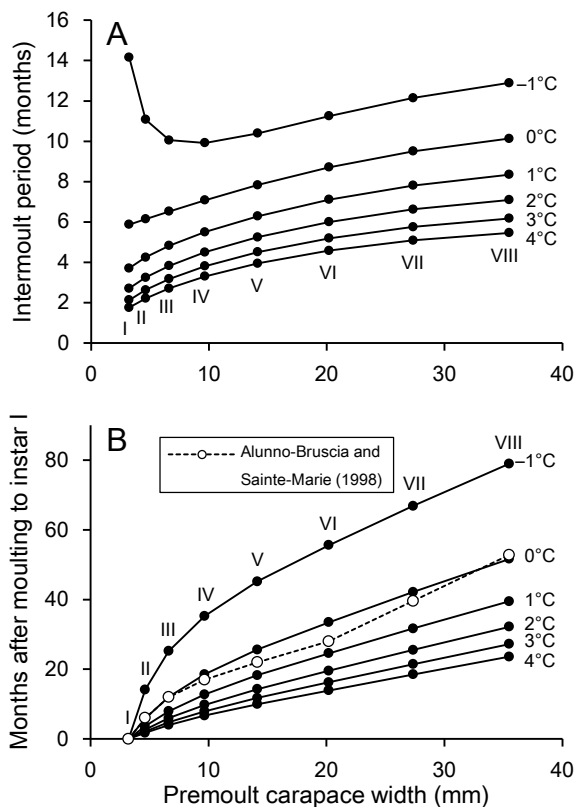 A
Intermoult period (months)
16
14
12
10
8
6
4
2
0
–1°C
0°C
1°C
2°C
3°C
4°C
I
II
III
IV
V
VI
VII
VIII
0 10 20 30 40
B
Months after moulting to instar I
80
60
40
20
0
Alunno-Bruscia and
Sainte-Marie (1998)
I
II
III
IV
V
VI
VII
VIII
–1°C
0°C
1°C
2°C
3°C
4°C
0 10 20 30 40
Premoult carapace width (mm)